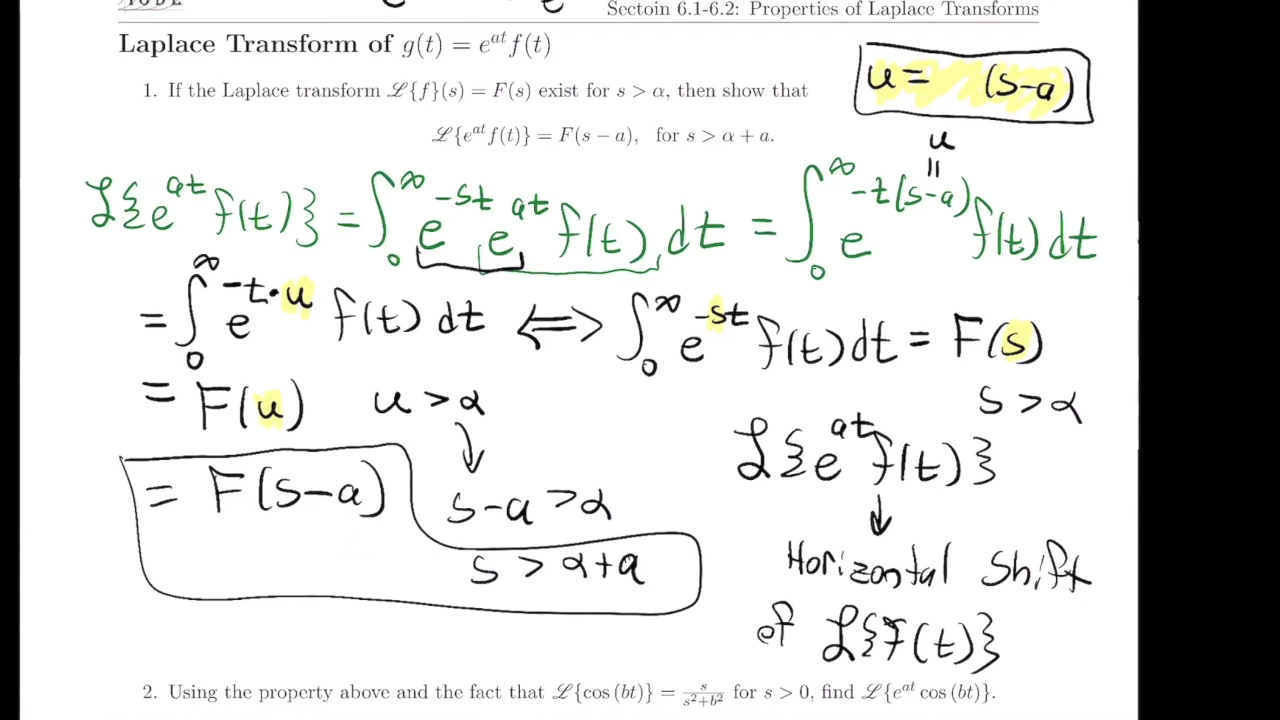 Sectoin 6.1-6.2: Properties of Laplace Transforms
Laplace Transform of g(t) = e^{at} f(t)
u = (s-a)
1. If the Laplace transform ℒ{f}(s) = F(s) exist for s > α, then show that
ℒ{e^{at} f(t)} = F(s − a), for s > α + a.
u
||
ℒ{e^{at} f(t)} = ∫_0^∞ e^{-st} e^{at} f(t) dt = ∫_0^∞ e^{-t(s-a)} f(t) dt
= ∫_0^∞ e^{-t·u} f(t) dt ⟺ ∫_0^∞ e^{-st} f(t) dt = F(s)
= F(u) u > α s > α
↓
ℒ{e^{at} f(t)}
= F(s-a) s-a > α
↓
s > α+a
Horizontal Shift
of ℒ{f(t)}
2. Using the property above and the fact that ℒ{cos (bt)} = s/(s²+b²) for s > 0, find ℒ{e^{at} cos (bt)}.